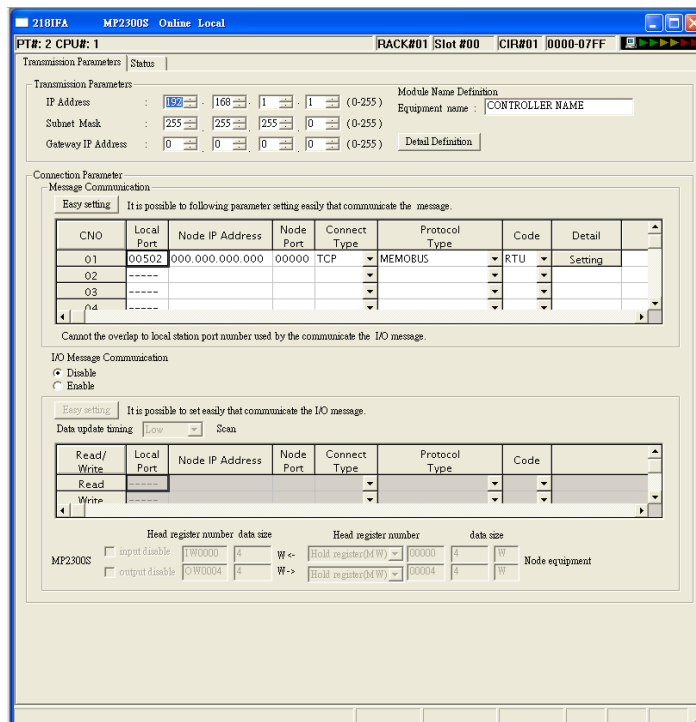 218IFA MP2300S Online Local
PT#: 2 CPU#: 1 RACK#01 Slot #00 CIR#01 0000-07FF
Transmission Parameters Status
Transmission Parameters
IP Address : 192 . 168 . 1 . 1 (0-255)
Subnet Mask : 255 . 255 . 255 . 0 (0-255)
Gateway IP Address : 0 . 0 . 0 . 0 (0-255)
Module Name Definition
Equipment name : CONTROLLER NAME
Detail Definition
Connection Parameter
Message Communication
Easy setting It is possible to following parameter setting easily that communicate the message.
CNO Local Port Node IP Address Node Port Connect Type Protocol Type Code Detail
01 00502 000.000.000.000 00000 TCP MEMOBUS RTU Setting
02 -----
03 -----
04 -----
Cannot the overlap to local station port number used by the communicate the I/O message.
I/O Message Communication
Disable
Enable
Easy setting It is possible to set easily that communicate the I/O message.
Data update timing Low Scan
Read/Write Local Port Node IP Address Node Port Connect Type Protocol Type Code
Read -----
Write -----
Head register number data size Head register number data size
MP2300S input disable IW0000 4 W <- Hold register(MW) 00000 4 W Node equipment
output disable OW0004 4 W -> Hold register(MW) 00004 4 W